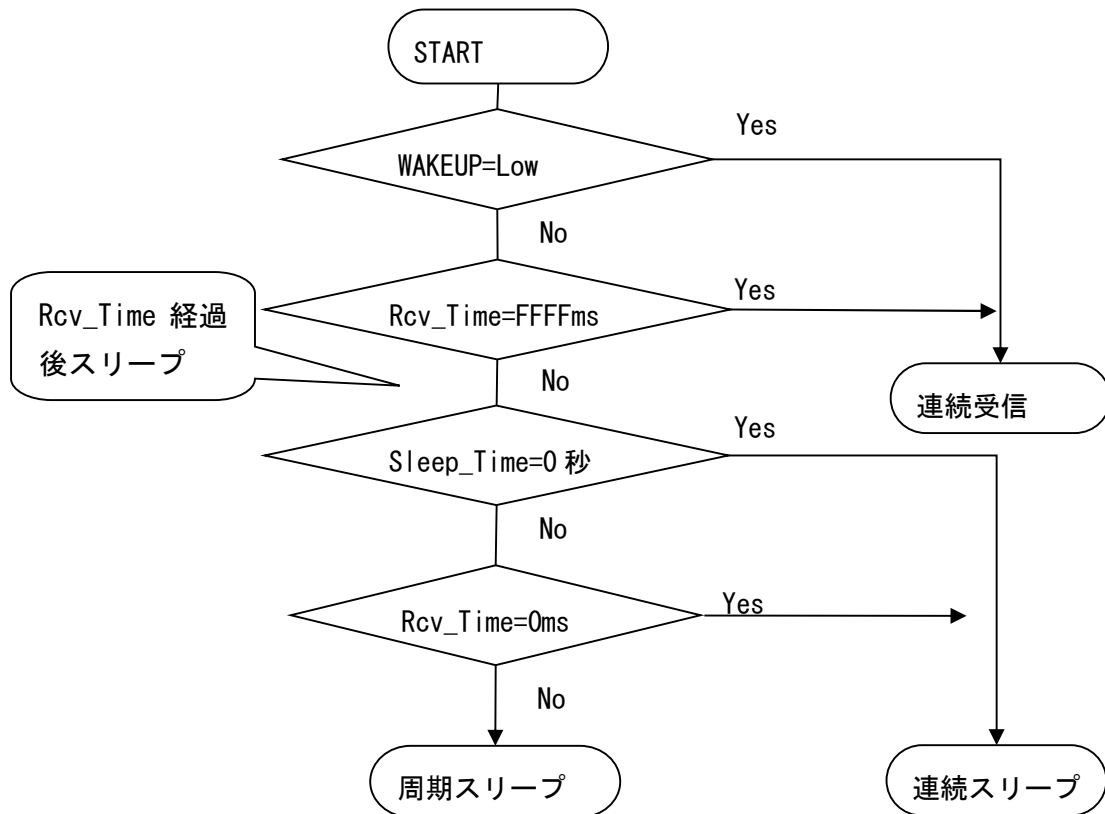 START
Yes
WAKEUP=Low
No
Rcv_Time 経過
後スリープ
Yes
Rcv_Time=FFFFms
No
連続受信
Yes
Sleep_Time=0 秒
No
Yes
Rcv_Time=0ms
No
周期スリープ
連続スリープ